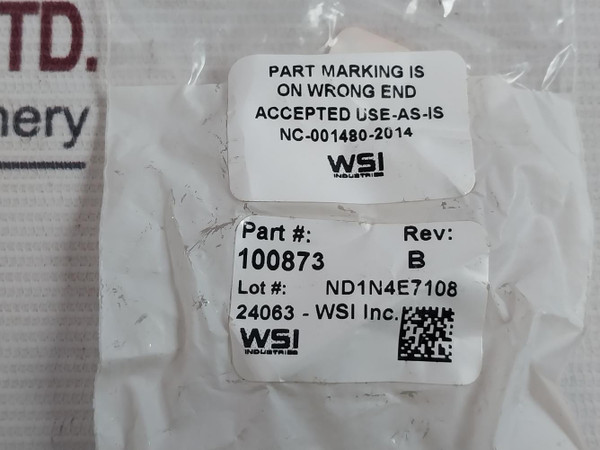 TD.
nery
PART MARKING IS
ON WRONG END
ACCEPTED USE-AS-IS
NC-001480-2014
WSI
INDUSTRIES
Part #: Rev:
100873 B
Lot #: ND1N4E7108
24063 - WSI Inc.
WSI
INDUSTRIES